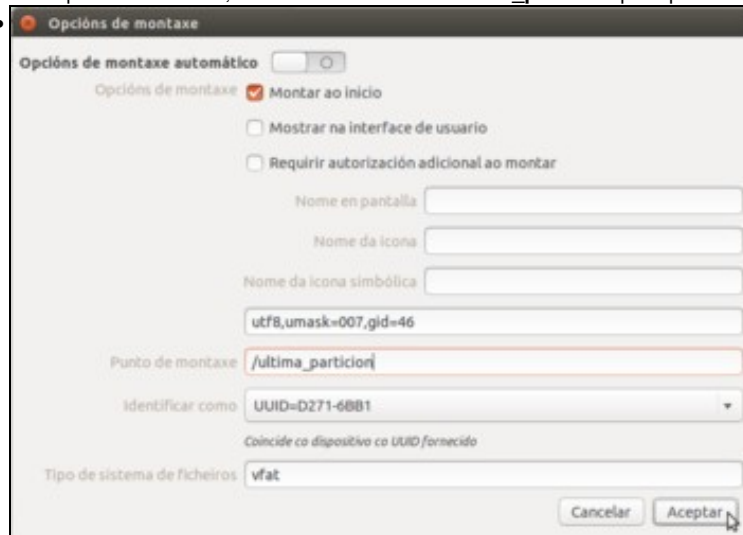 Opcións de montaxe
Opcións de montaxe automático
Opcións de montaxe Montar ao inicio
Mostrar na interface de usuario
Requirir autorización adicional ao montar
Nome en pantalla
Nome da icona
Nome da icona simbólica
utf8,umask=007,gid=46
Punto de montaxe /ultima_particion
Identificar como UUID=D271-6BB1
Coincide co dispositivo co UUID fornecido
Tipo de sistema de ficheiros vfat
Cancelar Aceptar